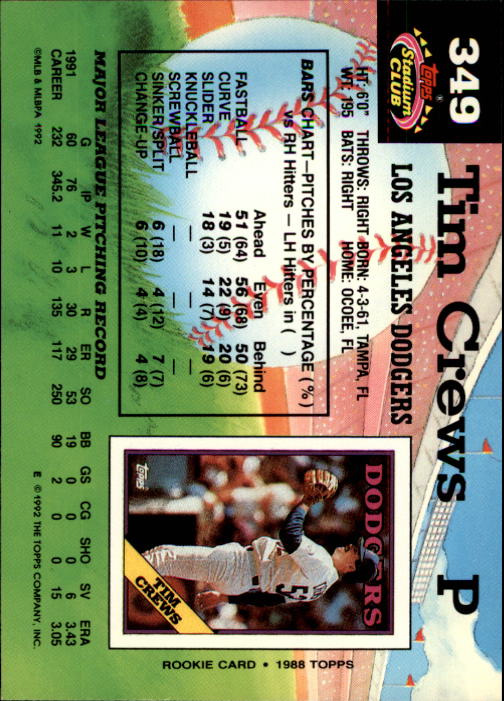 349
Topps
Stadium
CLUB
Tim Crews P
LOS ANGELES DODGERS
HT: 6'0" THROWS: RIGHT BORN: 4-3-61, TAMPA, FL
WT: 195 BATS: RIGHT HOME: OCOEE, FL
BARS CHART—PITCHES BY PERCENTAGE (%)
vs RH Hitters — LH Hitters in ( )
Ahead Even Behind
FASTBALL 51 (64) 56 (68) 50 (73)
CURVE 19 (5) 22 (9) 20 (6)
SLIDER 18 (3) 14 (7) 19 (6)
KNUCKLEBALL — — —
SCREWBALL — — —
SINKER/SPLIT 6 (18) 4 (12) 7 (7)
CHANGE-UP 6 (10) 4 (4) 4 (8)
DODGERS
52
TOPPS
TIM CREWS
ROOKIE CARD • 1988 TOPPS
MAJOR LEAGUE PITCHING RECORD
G IP W L R ER SO BB GS CG SHO SV ERA
1991 60 76 2 3 30 29 53 19 0 0 0 6 3.43
CAREER 232 345.2 11 10 135 117 250 90 2 0 0 15 3.05
©MLB & MLBPA 1992
E ©1992 THE TOPPS COMPANY, INC.